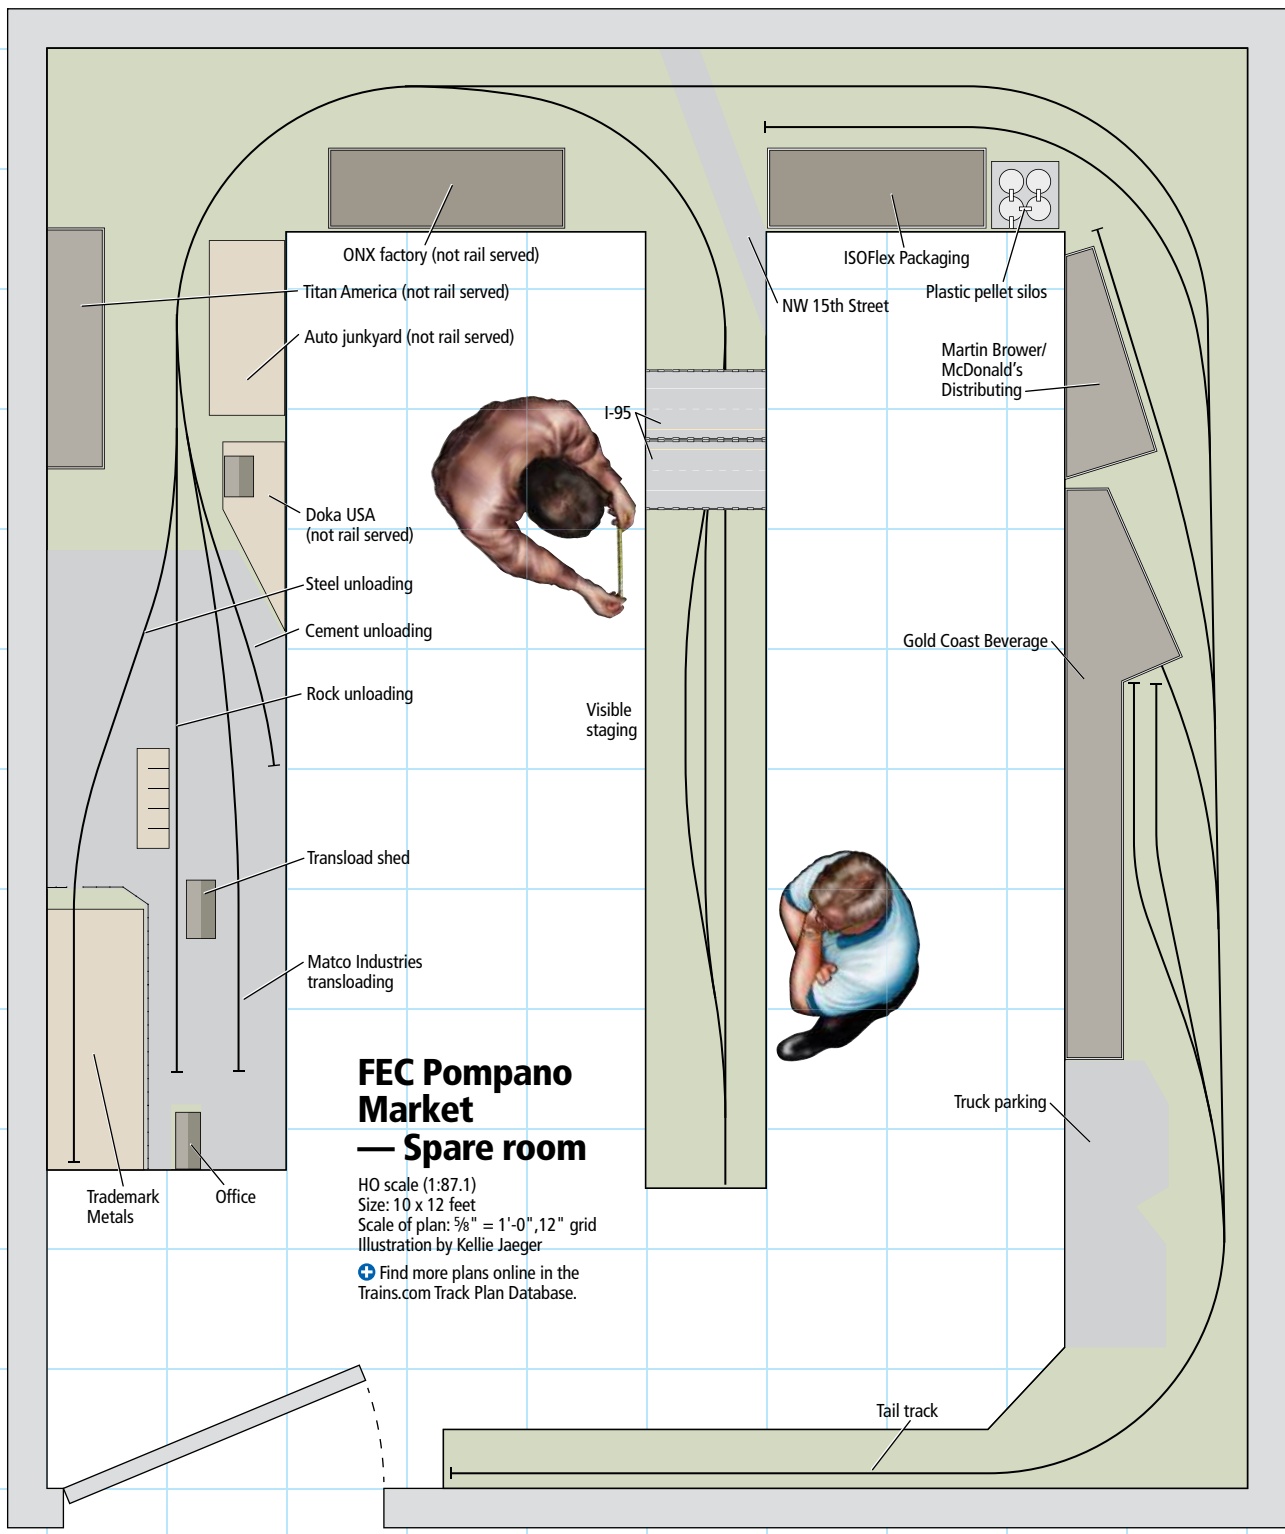 ONX factory (not rail served)
Titan America (not rail served)
Auto junkyard (not rail served)
ISOFlex Packaging
Plastic pellet silos
NW 15th Street
Martin Brower/
McDonald's
Distributing
I-95
Doka USA
(not rail served)
Steel unloading
Cement unloading
Gold Coast Beverage
Rock unloading
Visible
staging
Transload shed
Matco Industries
transloading
FEC Pompano
Market
— Spare room
HO scale (1:87.1)
Size: 10 x 12 feet
Scale of plan: ⅝" = 1'-0",12" grid
Illustration by Kellie Jaeger
Find more plans online in the
Trains.com Track Plan Database.
Truck parking
Trademark
Metals
Office
Tail track